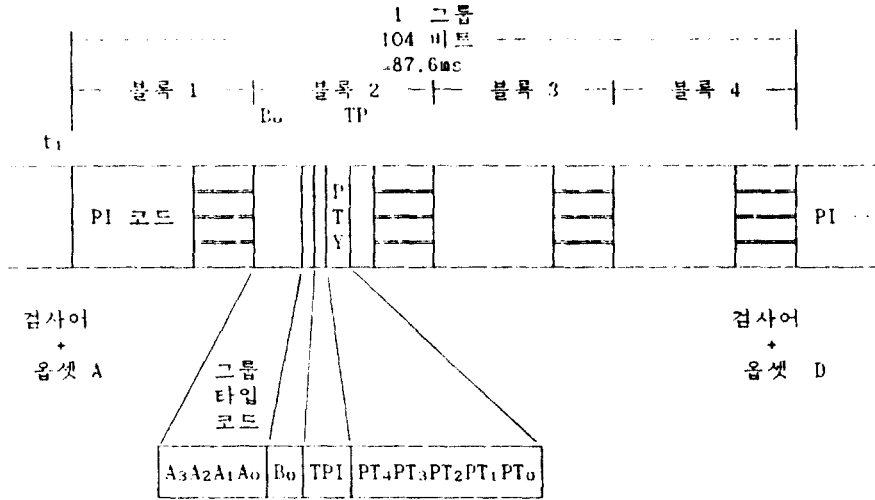 1 그룹
104 비트
≃87.6ms
블록 1 블록 2 블록 3 블록 4
B₀ TP
t₁
PI 코드 P T Y PI
검사어 + 옵셋 A
검사어 + 옵셋 D
그룹 타입 코드
A₃A₂A₁A₀ B₀ TPI PT₄PT₃PT₂PT₁PT₀